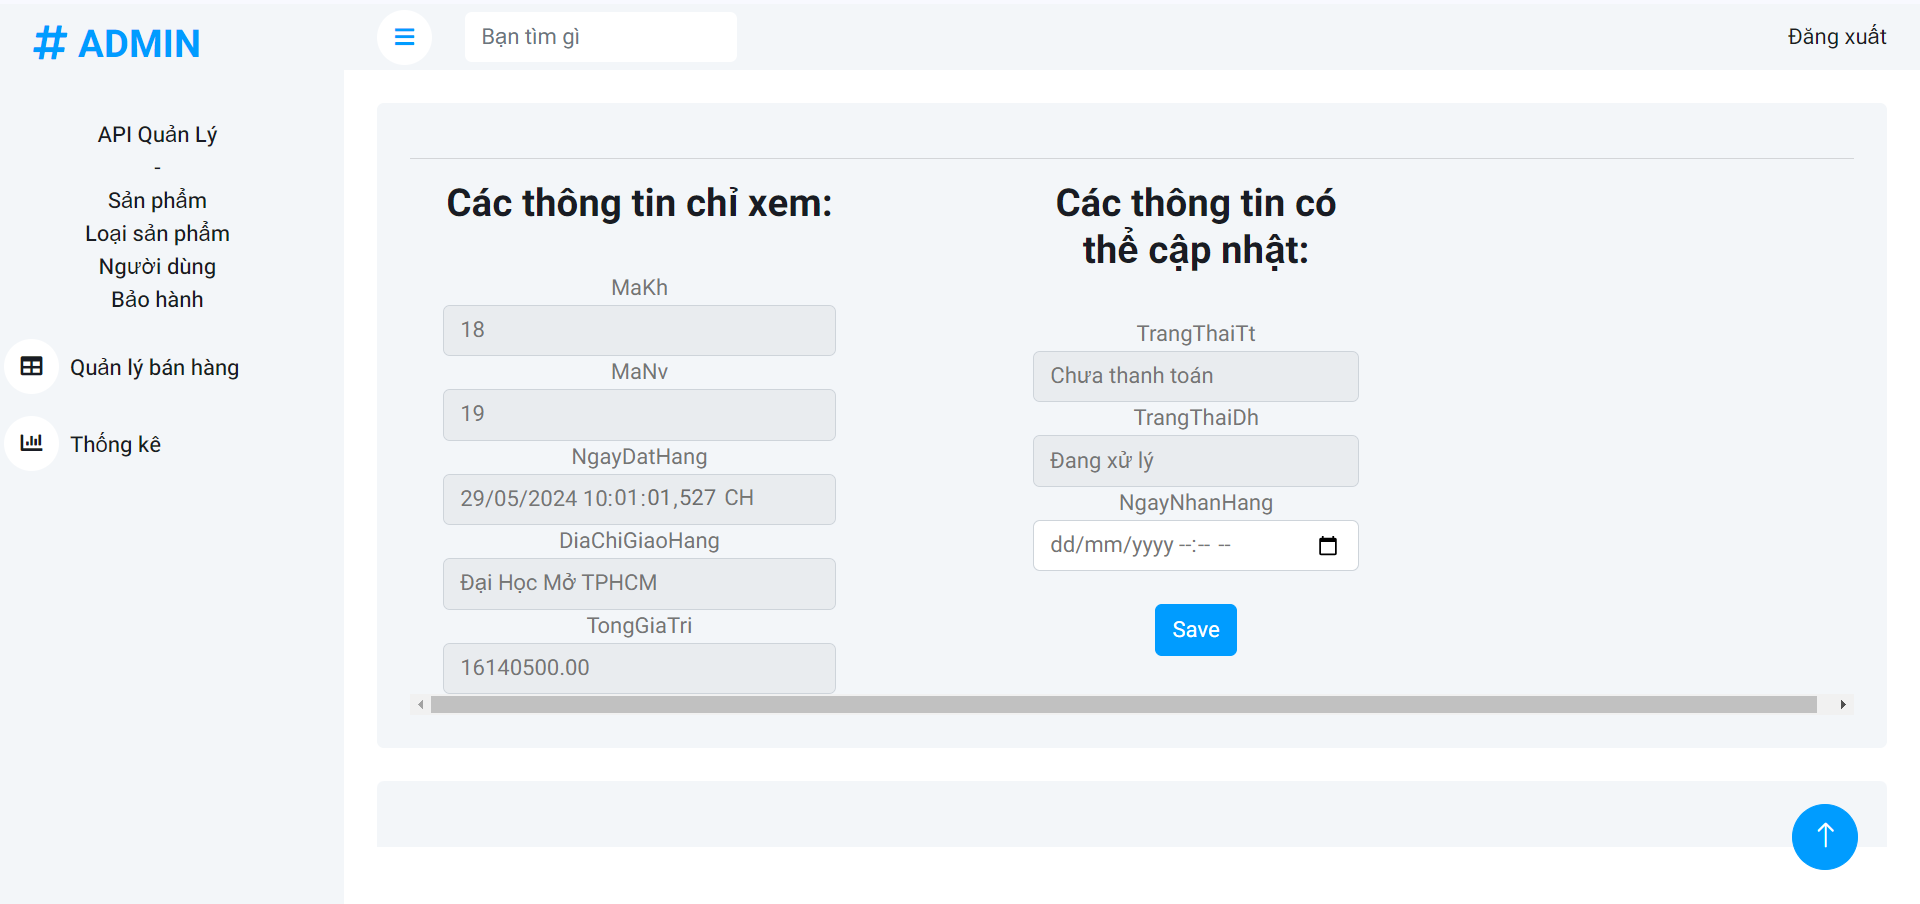 # ADMIN
Bạn tìm gì
Đăng xuất
API Quản Lý
-
Sản phẩm
Loại sản phẩm
Người dùng
Bảo hành
Quản lý bán hàng
Thống kê
Các thông tin chỉ xem:
MaKh
18
MaNv
19
NgayDatHang
29/05/2024 10:01:01,527 CH
DiaChiGiaoHang
Đại Học Mở TPHCM
TongGiaTri
16140500.00
Các thông tin có
thể cập nhật:
TrangThaiTt
Chưa thanh toán
TrangThaiDh
Đang xử lý
NgayNhanHang
dd/mm/yyyy --:-- --
Save